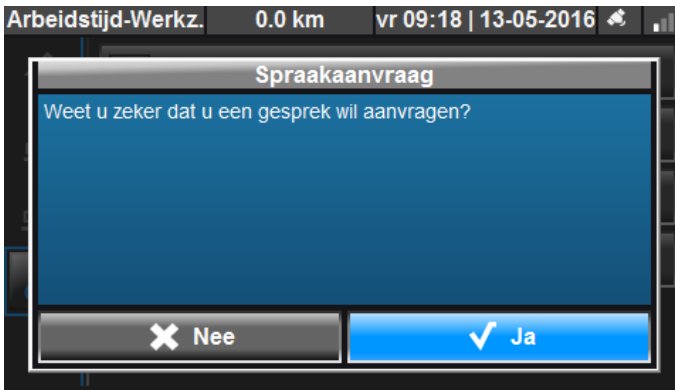 Arbeidstijd-Werkz. 0.0 km vr 09:18 | 13-05-2016
Spraakaanvraag
Weet u zeker dat u een gesprek wil aanvragen?
Nee Ja